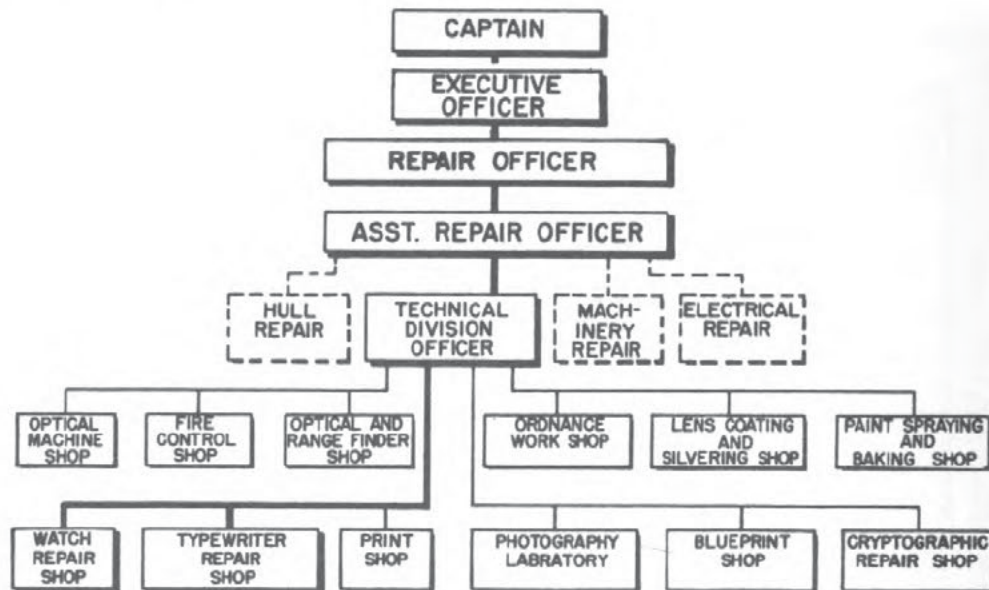 CAPTAIN
EXECUTIVE
OFFICER
REPAIR OFFICER
ASST. REPAIR OFFICER
HULL
REPAIR
TECHNICAL
DIVISION
OFFICER
MACH-
INERY
REPAIR
ELECTRICAL
REPAIR
OPTICAL
MACHINE
SHOP
FIRE
CONTROL
SHOP
OPTICAL AND
RANGE FINDER
SHOP
ORDNANCE
WORK SHOP
LENS COATING
AND
SILVERING SHOP
PAINT SPRAYING
AND
BAKING SHOP
WATCH
REPAIR
SHOP
TYPEWRITER
REPAIR
SHOP
PRINT
SHOP
PHOTOGRAPHY
LABRATORY
BLUEPRINT
SHOP
CRYPTOGRAPHIC
REPAIR SHOP